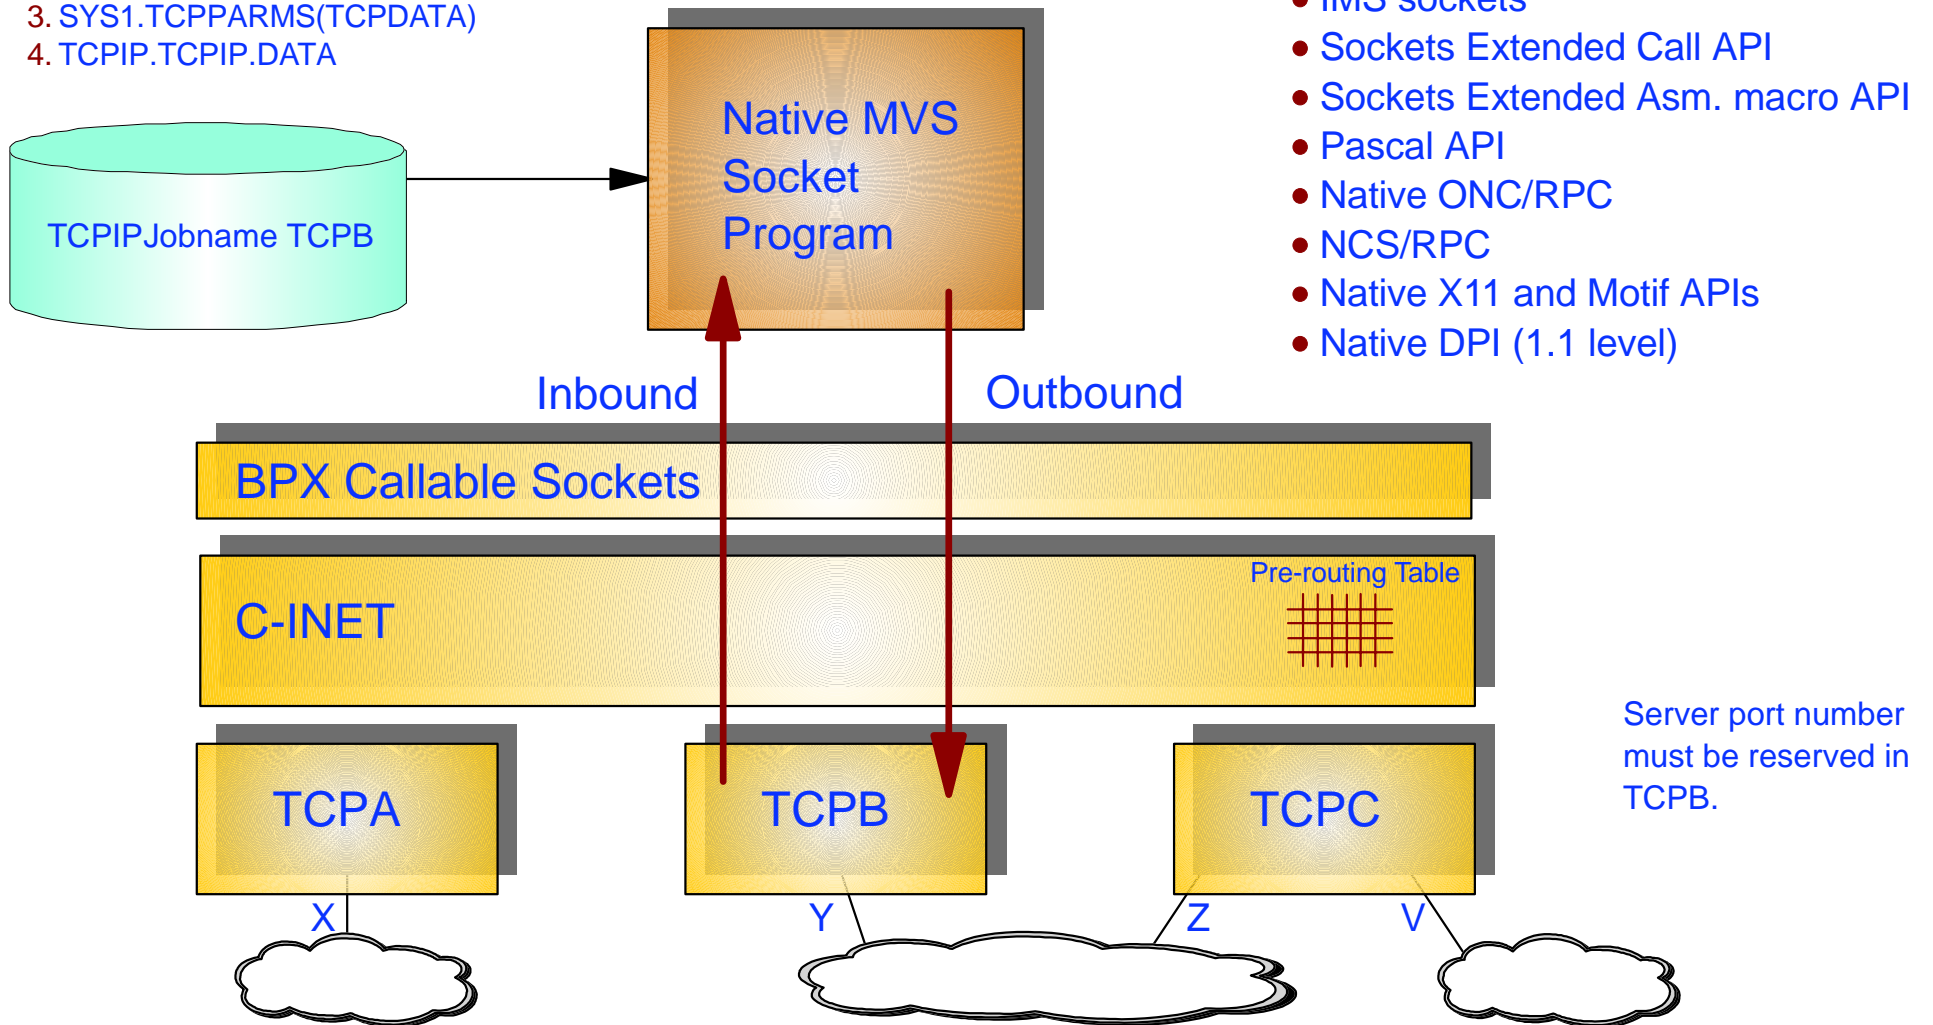 3. SYS1.TCPPARMS(TCPDATA)
4. TCPIP.TCPIP.DATA
TCPIPJobname TCPB
Native MVS
Socket
Program
• IMS sockets
• Sockets Extended Call API
• Sockets Extended Asm. macro API
• Pascal API
• Native ONC/RPC
• NCS/RPC
• Native X11 and Motif APIs
• Native DPI (1.1 level)
Inbound
Outbound
BPX Callable Sockets
C-INET
Pre-routing Table
TCPA
TCPB
TCPC
Server port number
must be reserved in
TCPB.
X
Y
Z
V